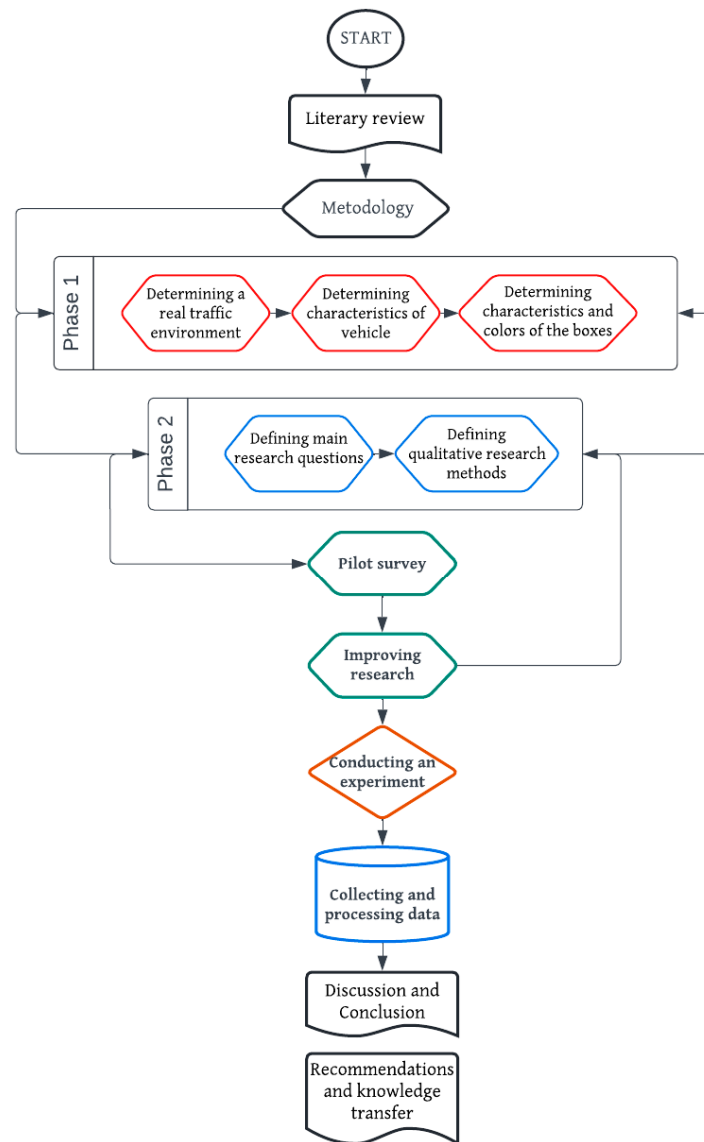 START
Literary review
Metodology
Phase 1
Determining a
real traffic
environment
Determining
characteristics of
vehicle
Determining
characteristics and
colors of the boxes
Phase 2
Defining main
research questions
Defining
qualitative research
methods
Pilot survey
Improving
research
Conducting an
experiment
Collecting and
processing data
Discussion and
Conclusion
Recommendations
and knowledge
transfer